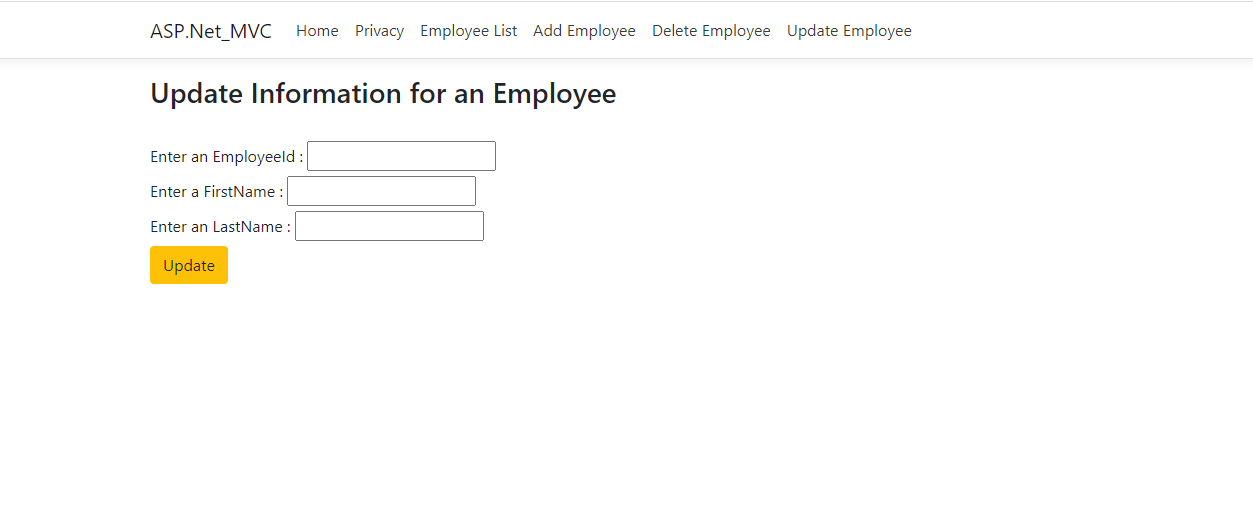 ASP.Net_MVC Home Privacy Employee List Add Employee Delete Employee Update Employee
Update Information for an Employee
Enter an EmployeeId :
Enter a FirstName :
Enter an LastName :
Update